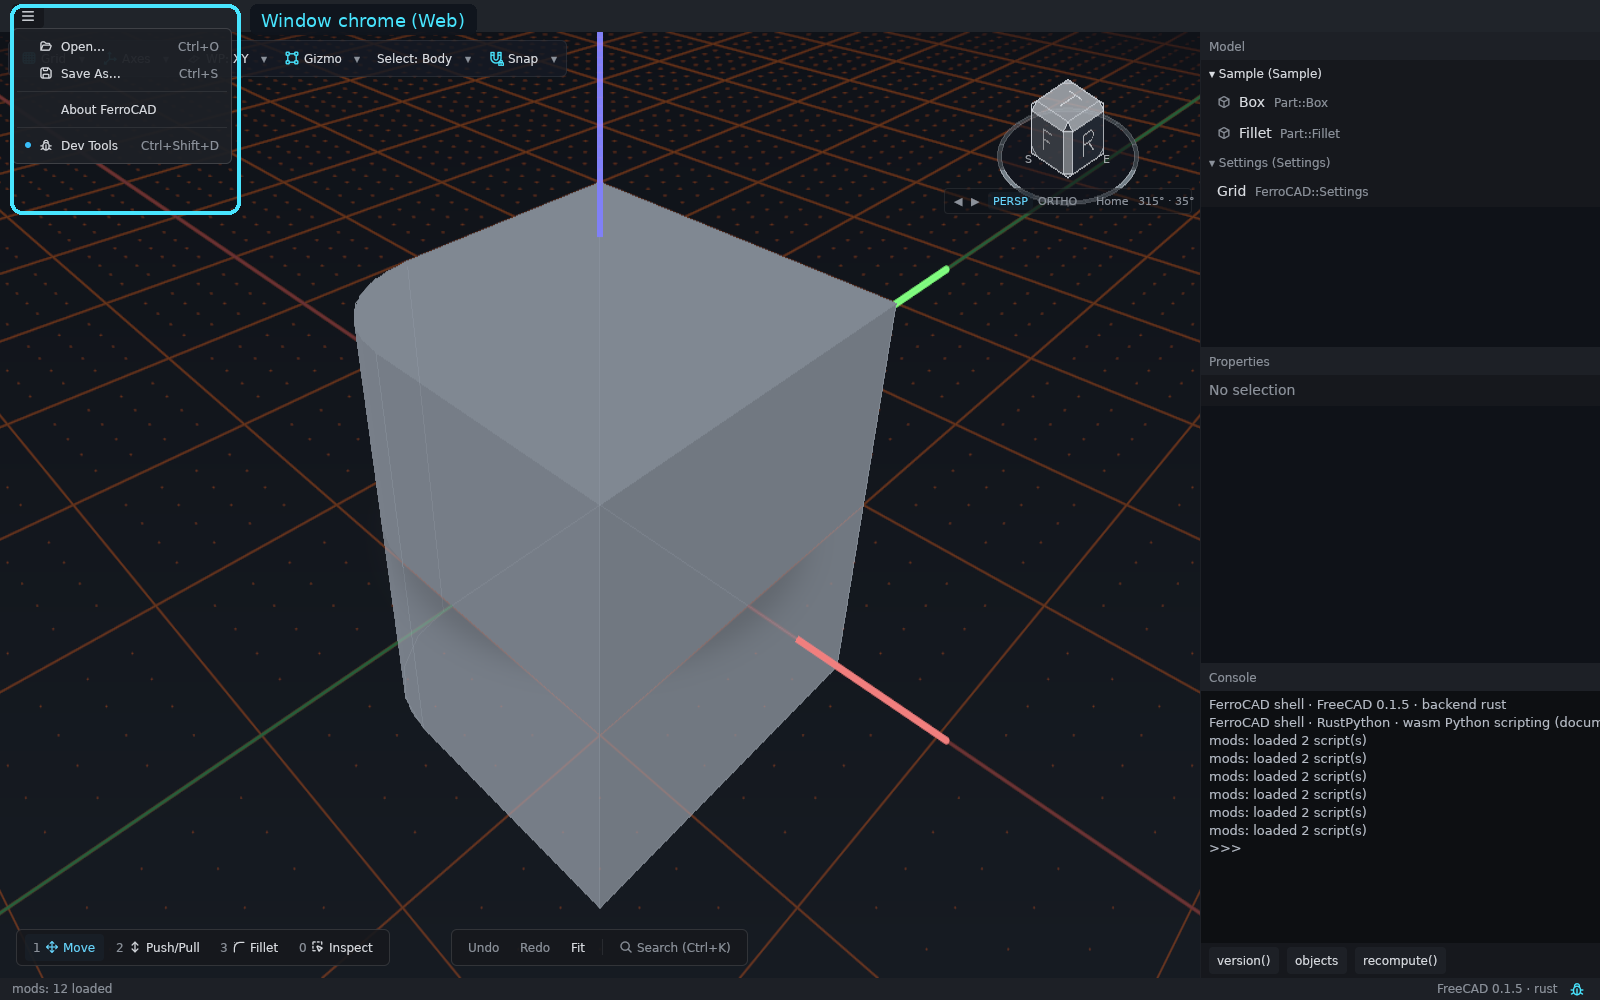 Window chrome (Web)
Open... Ctrl+O
Save As... Ctrl+S
About FerroCAD
Dev Tools Ctrl+Shift+D
XY ▾ Gizmo ▾ Select: Body ▾ Snap ▾
T
F R
S E
◀ ▶ PERSP ORTHO Home 315° · 35°
Model
▾ Sample (Sample)
Box Part::Box
Fillet Part::Fillet
▾ Settings (Settings)
Grid FerroCAD::Settings
Properties
No selection
Console
FerroCAD shell · FreeCAD 0.1.5 · backend rust
FerroCAD shell · RustPython · wasm Python scripting (docum
mods: loaded 2 script(s)
mods: loaded 2 script(s)
mods: loaded 2 script(s)
mods: loaded 2 script(s)
mods: loaded 2 script(s)
mods: loaded 2 script(s)
>>>
version() objects recompute()
1 Move 2 Push/Pull 3 Fillet 0 Inspect
Undo Redo Fit Search (Ctrl+K)
mods: 12 loaded
FreeCAD 0.1.5 · rust